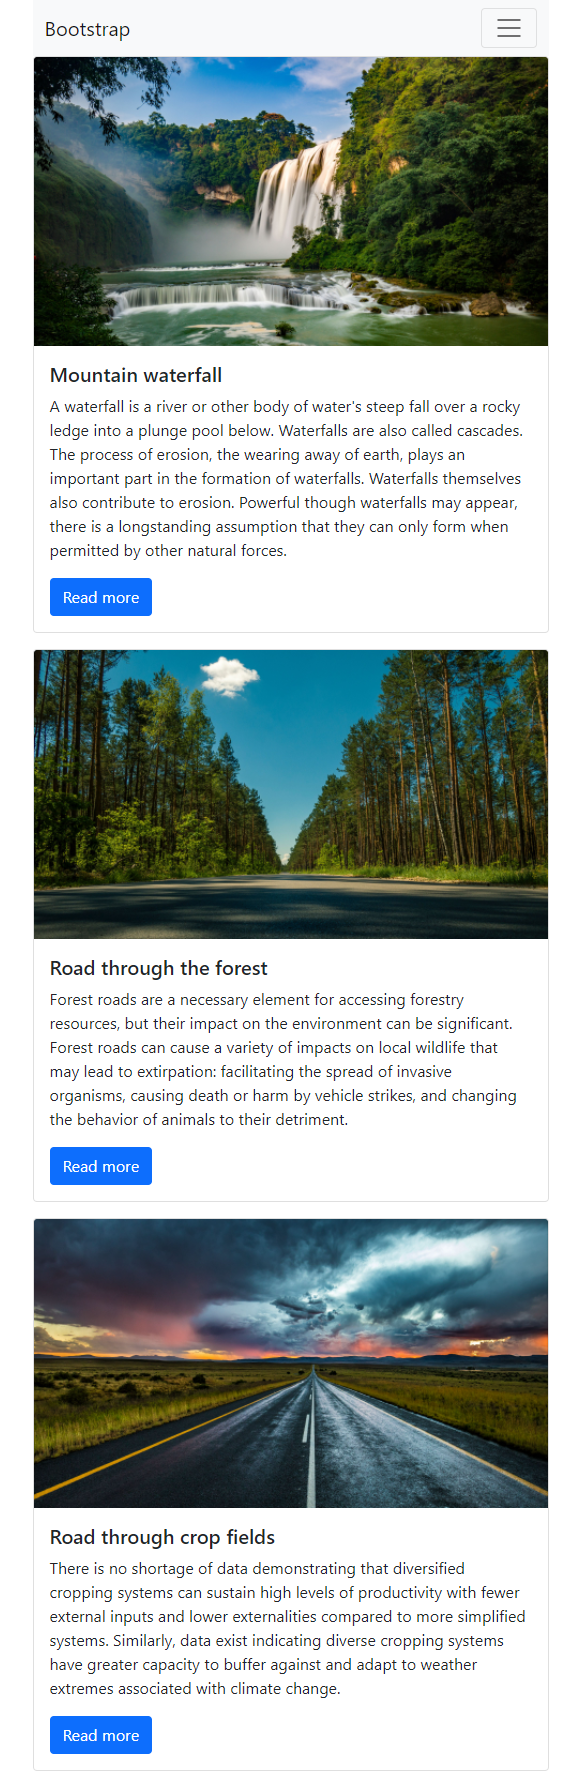 Bootstrap
Mountain waterfall
A waterfall is a river or other body of water's steep fall over a rocky
ledge into a plunge pool below. Waterfalls are also called cascades.
The process of erosion, the wearing away of earth, plays an
important part in the formation of waterfalls. Waterfalls themselves
also contribute to erosion. Powerful though waterfalls may appear,
there is a longstanding assumption that they can only form when
permitted by other natural forces.
Read more
Road through the forest
Forest roads are a necessary element for accessing forestry
resources, but their impact on the environment can be significant.
Forest roads can cause a variety of impacts on local wildlife that
may lead to extirpation: facilitating the spread of invasive
organisms, causing death or harm by vehicle strikes, and changing
the behavior of animals to their detriment.
Read more
Road through crop fields
There is no shortage of data demonstrating that diversified
cropping systems can sustain high levels of productivity with fewer
external inputs and lower externalities compared to more simplified
systems. Similarly, data exist indicating diverse cropping systems
have greater capacity to buffer against and adapt to weather
extremes associated with climate change.
Read more